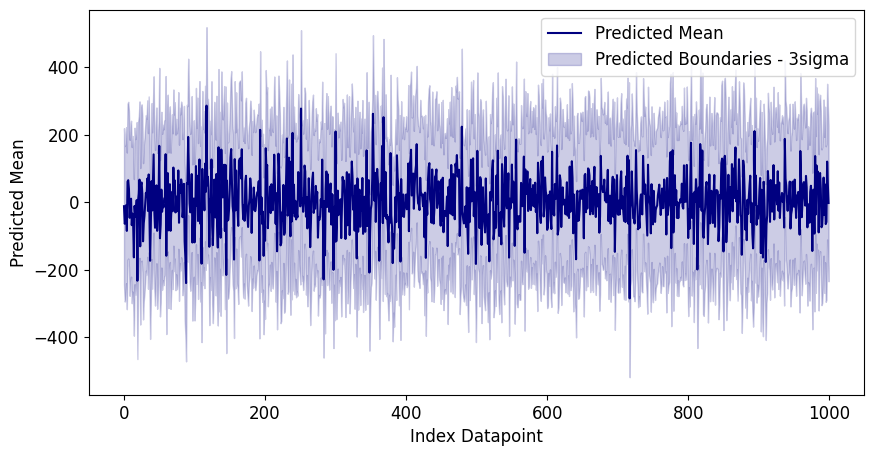 Predicted Mean
Predicted Boundaries - 3sigma
Predicted Mean
400
200
0
−200
−400
0
200
400
600
800
1000
Index Datapoint